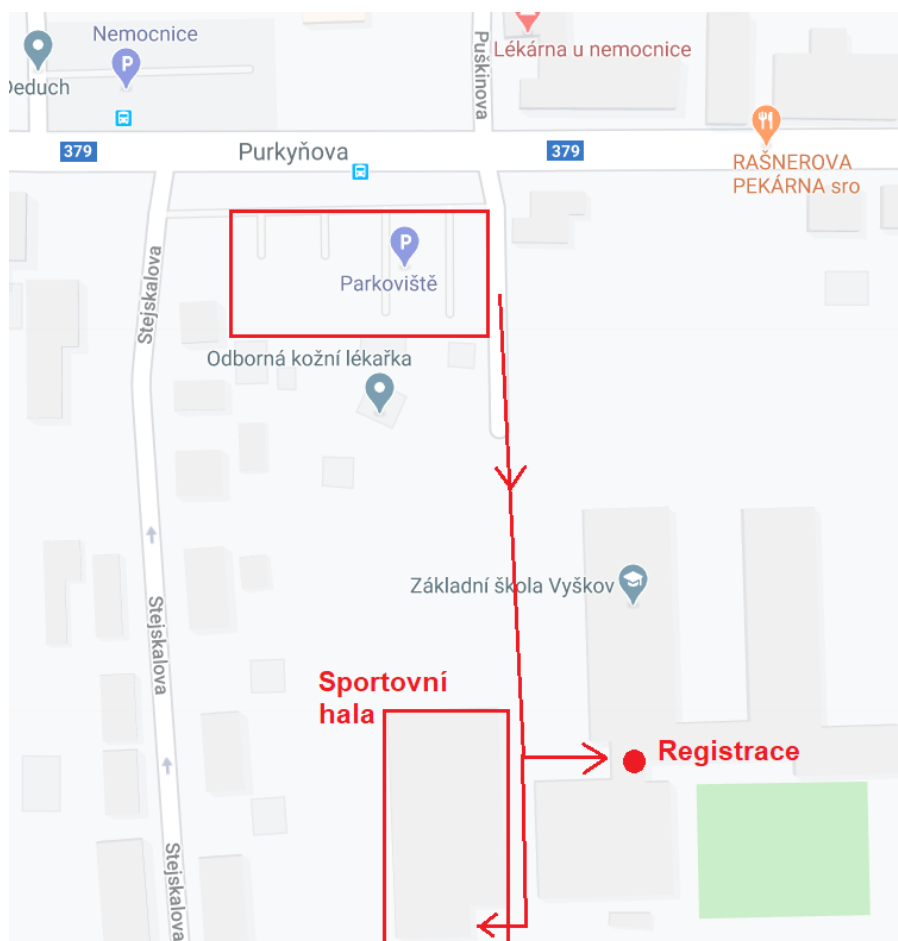 Nemocnice
P
Deduch
Puškinova
Lékárna u nemocnice
379
Purkyňova
379
RAŠNEROVA
PEKÁRNA sro
Stejskalova
P
Parkoviště
Odborná kožní lékařka
Základní škola Vyškov
Stejskalova
Sportovní
hala
Registrace
Stejskalova